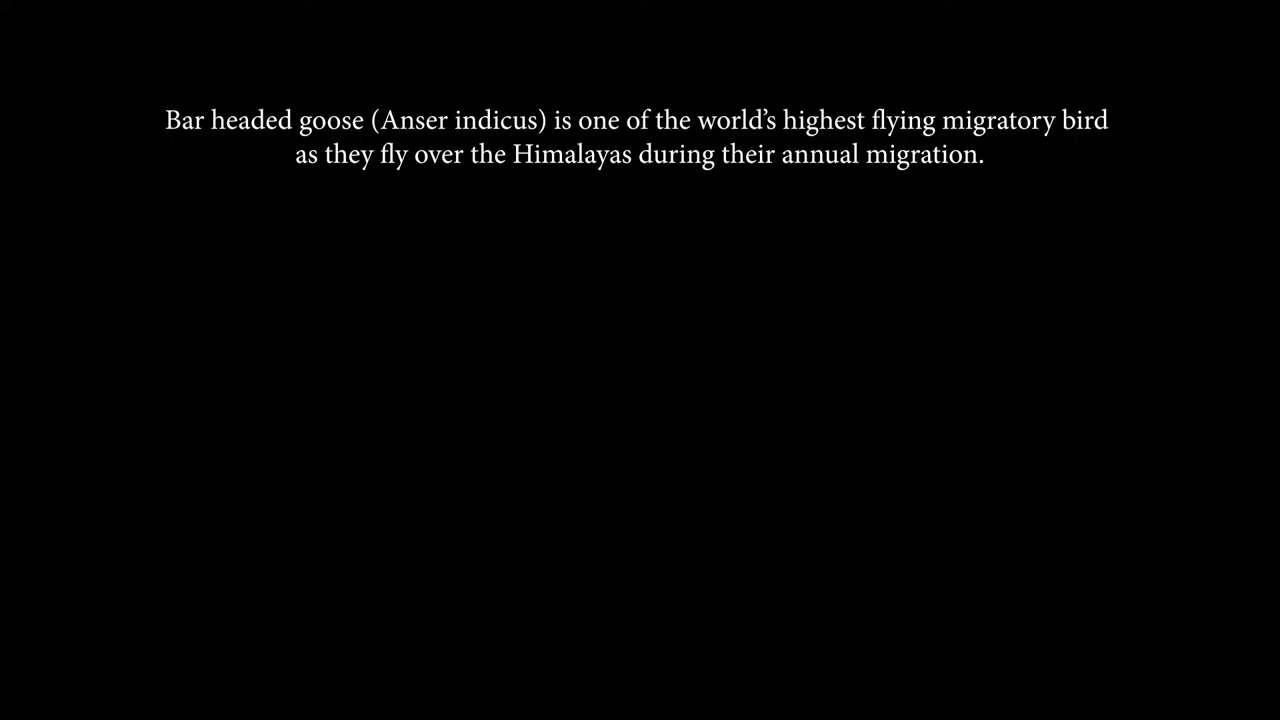 Bar headed goose (Anser indicus) is one of the world’s highest flying migratory bird
as they fly over the Himalayas during their annual migration.